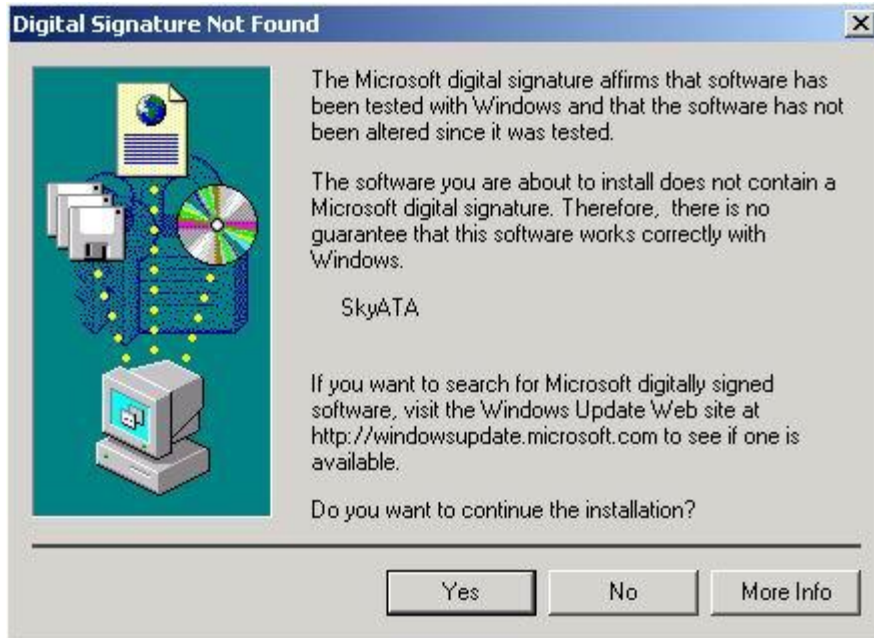 Digital Signature Not Found
The Microsoft digital signature affirms that software has
been tested with Windows and that the software has not
been altered since it was tested.
The software you are about to install does not contain a
Microsoft digital signature. Therefore, there is no
guarantee that this software works correctly with
Windows.
SkyATA
If you want to search for Microsoft digitally signed
software, visit the Windows Update Web site at
http://windowsupdate.microsoft.com to see if one is
available.
Do you want to continue the installation?
Yes No More Info